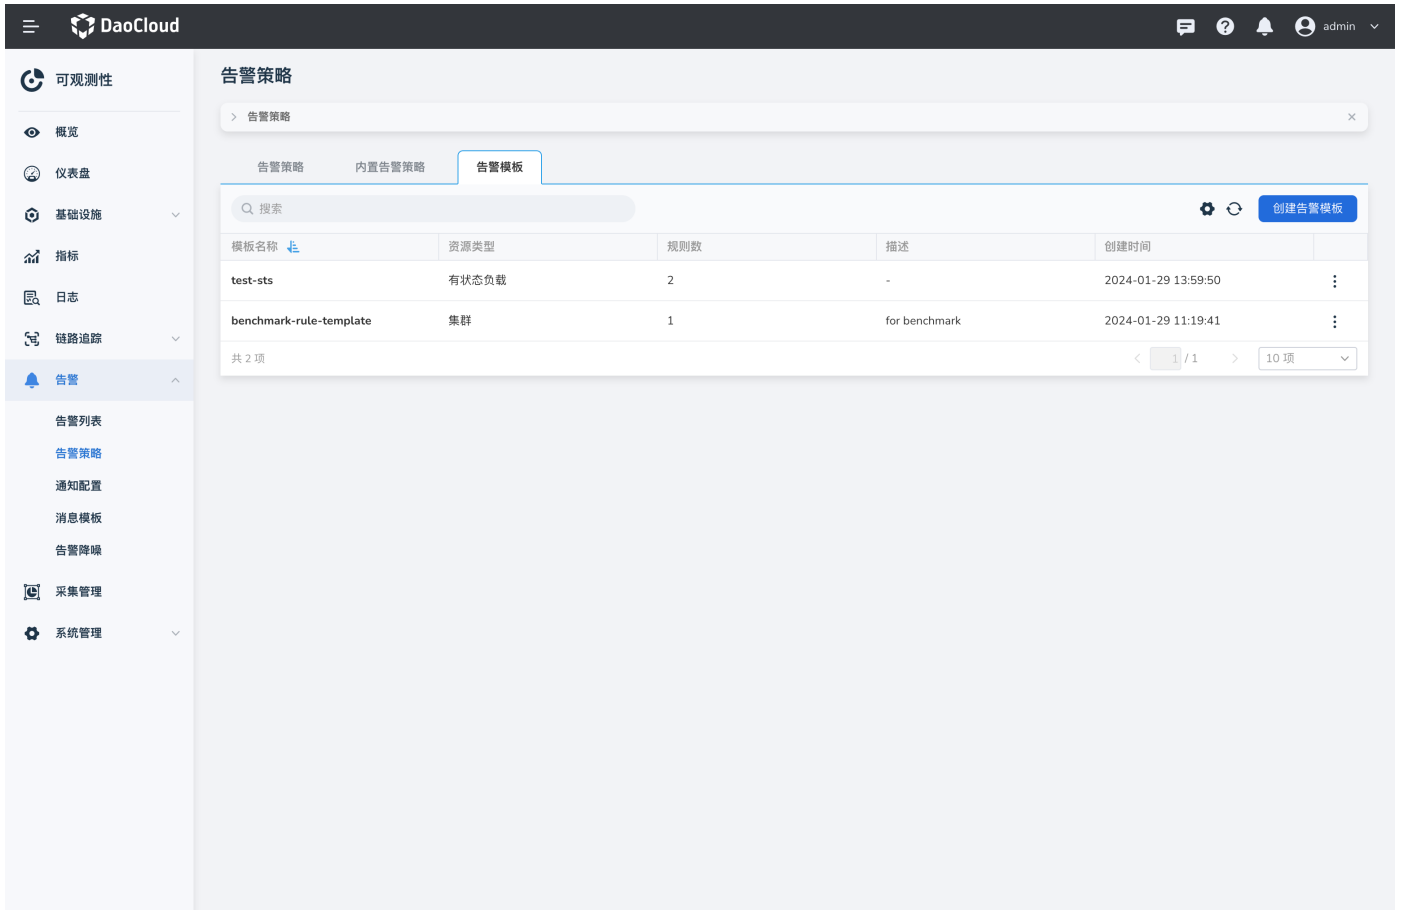 DaoCloud
admin
可观测性
概览
仪表盘
基础设施
指标
日志
链路追踪
告警
告警列表
告警策略
通知配置
消息模板
告警降噪
采集管理
系统管理
告警策略
告警策略
告警策略 内置告警策略 告警模板
搜索 创建告警模板
模板名称 资源类型 规则数 描述 创建时间
test-sts 有状态负载 2 - 2024-01-29 13:59:50
benchmark-rule-template 集群 1 for benchmark 2024-01-29 11:19:41
共 2 项 1 / 1 10 项